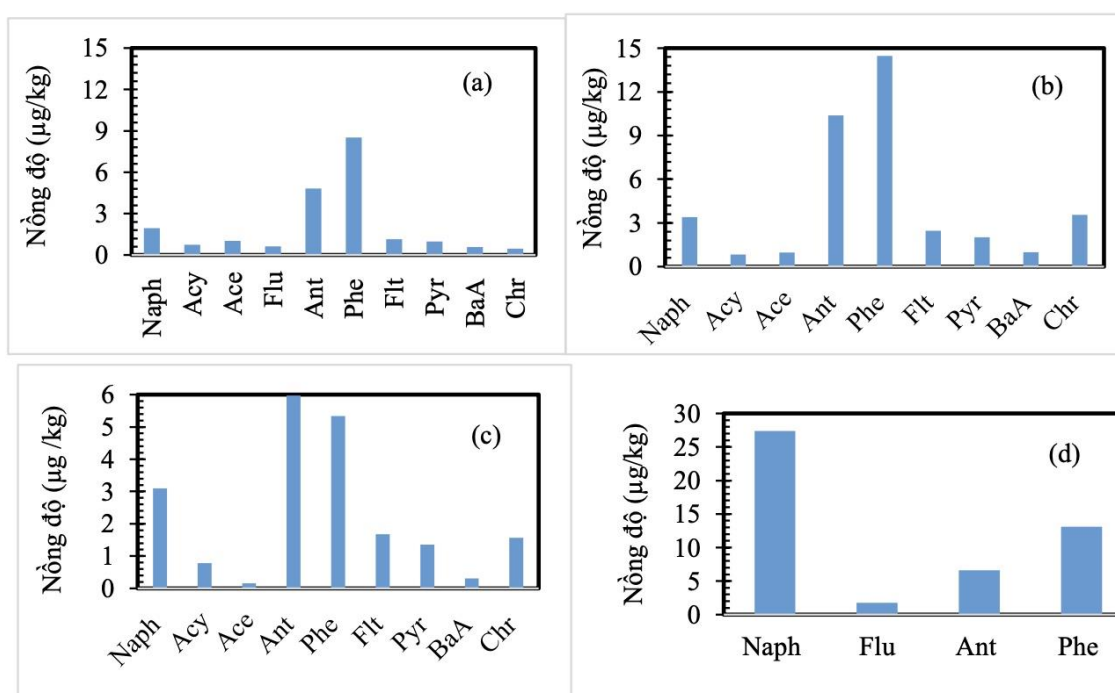 Nồng độ (µg/kg)
15
12
9
6
3
0
(a)
Naph Acy Ace Flu Ant Phe Flt Pyr BaA Chr
Nồng độ (µg/kg)
15
12
9
6
3
0
(b)
Naph Acy Ace Ant Phe Flt Pyr BaA Chr
Nồng độ (µg /kg)
6
5
4
3
2
1
0
(c)
Naph Acy Ace Ant Phe Flt Pyr BaA Chr
Nồng độ (µg/kg)
30
25
20
15
10
5
0
(d)
Naph Flu Ant Phe